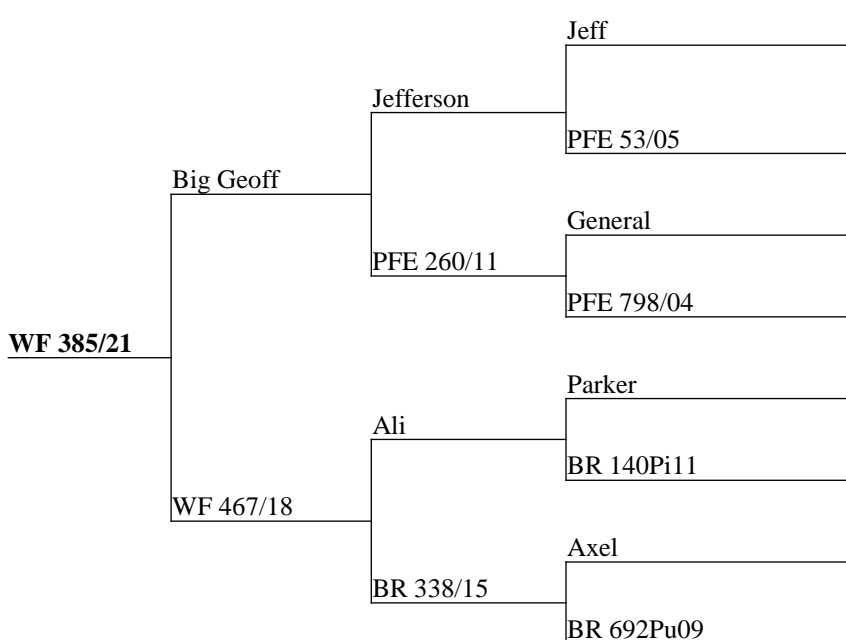 Jeff
Jefferson
PFE 53/05
Big Geoff
General
PFE 260/11
PFE 798/04
WF 385/21
Parker
Ali
BR 140Pi11
WF 467/18
Axel
BR 338/15
BR 692Pu09